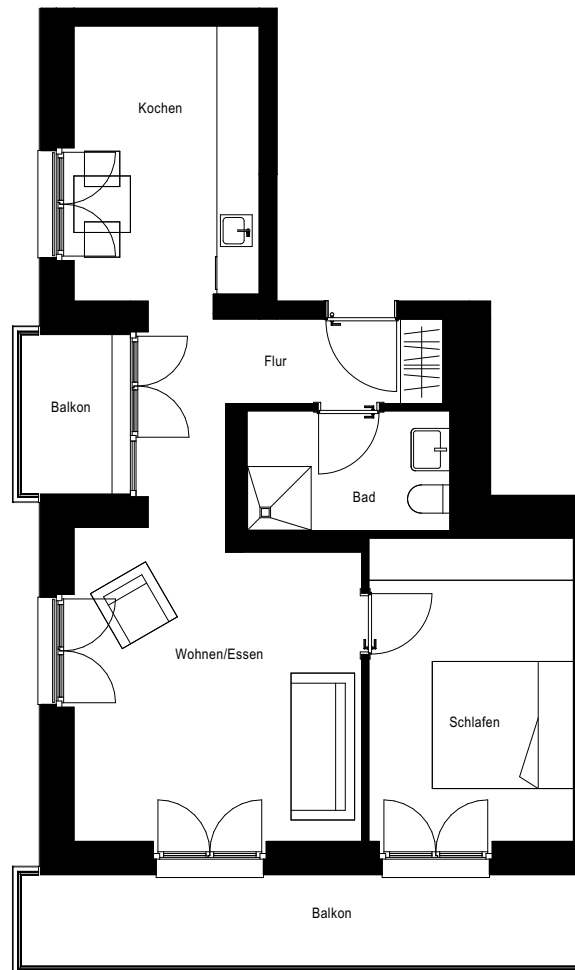 Kochen
Flur
Balkon
Bad
Wohnen/Essen
Schlafen
Balkon